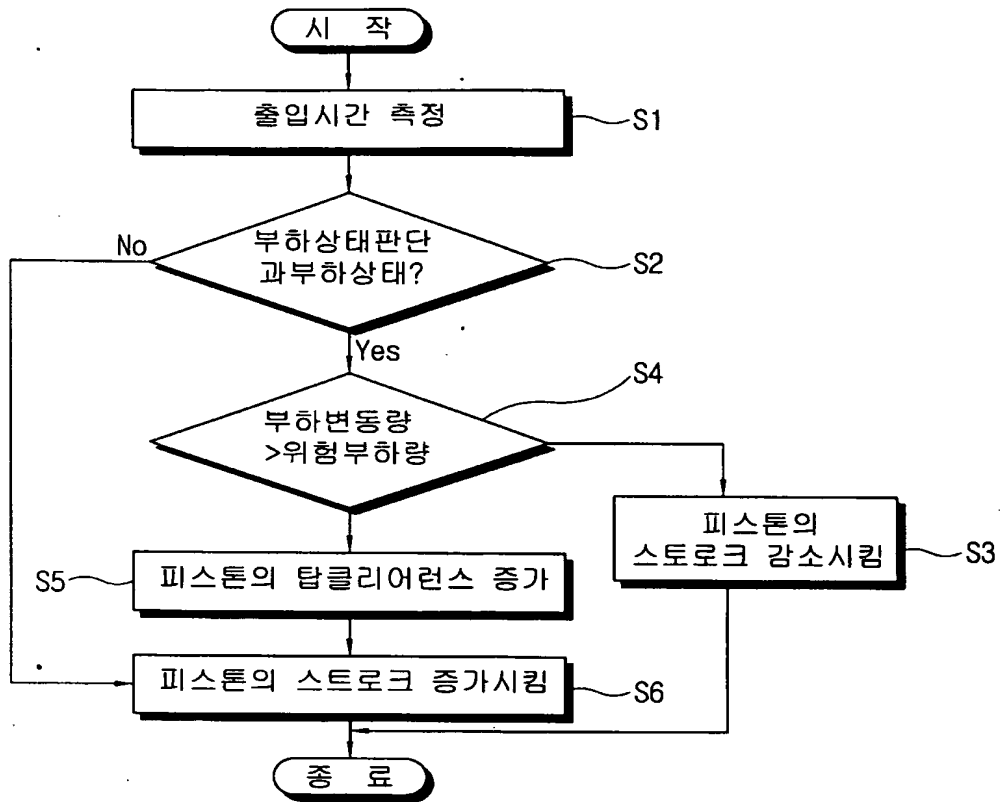 시 작
출입시간 측정
S1
부하상태판단
과부하상태?
S2
No
Yes
S4
부하변동량
>위험부하량
피스톤의
스토로크 감소시킴
S3
S5
피스톤의 탑클리어런스 증가
피스톤의 스트로크 증가시킴
S6
종 료